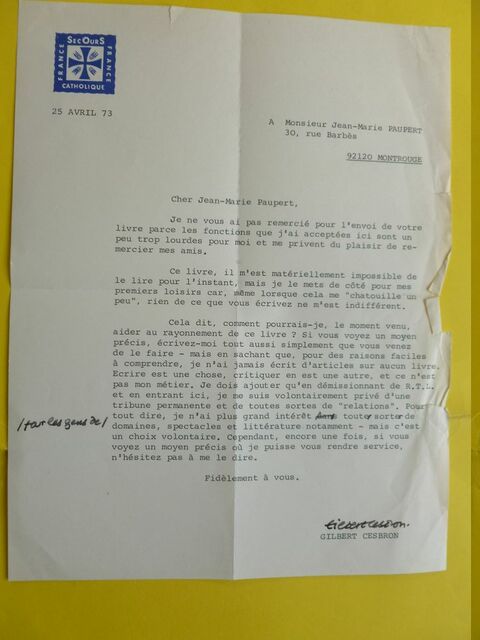 SECOURS
FRANCE
FRANCE
CATHOLIQUE
25 AVRIL 73
A Monsieur Jean-Marie PAUPERT
30, rue Barbès
92120 MONTROUGE
Cher Jean-Marie Paupert,
Je ne vous ai pas remercié pour l'envoi de votre
livre parce les fonctions que j'ai acceptées ici sont un
peu trop lourdes pour moi et me privent du plaisir de re-
mercier mes amis.
Ce livre, il m'est matériellement impossible de
le lire pour l'instant, mais je le mets de côté pour mes
premiers loisirs car, même lorsque cela me "chatouille un
peu", rien de ce que vous écrivez ne m'est indifférent.
Cela dit, comment pourrais-je, le moment venu,
aider au rayonnement de ce livre ? Si vous voyez un moyen
précis, écrivez-moi tout aussi simplement que vous venez
de le faire - mais en sachant que, pour des raisons faciles
à comprendre, je n'ai jamais écrit d'articles sur aucun livre.
Ecrire est une chose, critiquer en est une autre, et ce n'est
pas mon métier. Je dois ajouter qu'en démissionnant de R.T.L.
et en entrant ici, je me suis volontairement privé d'une
tribune permanente et de toutes sortes de "relations". Pour
tout dire, je n'ai plus grand intérêt toutes sortes de
domaines, spectacles et littérature notamment - mais c'est
un choix volontaire. Cependant, encore une fois, si vous
voyez un moyen précis où je puisse vous rendre service,
n'hésitez pas à me le dire.
Fidèlement à vous.
Gilbert Cesbron.
GILBERT CESBRON